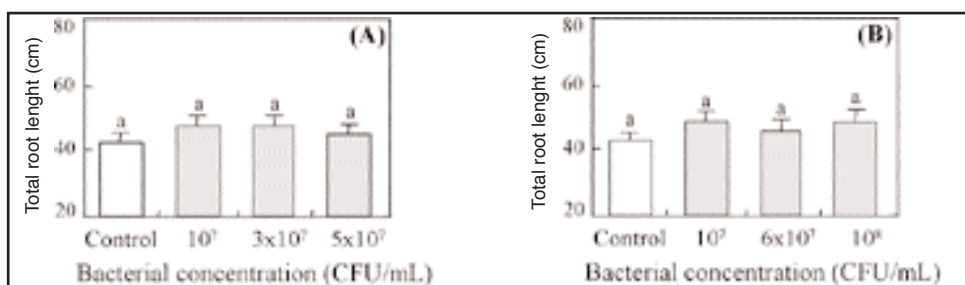 Total root lenght (cm)
80
60
40
20
(A)
a a a a
Control 10⁷ 3x10⁷ 5x10⁷
Bacterial concentration (CFU/mL)
Total root lenght (cm)
80
60
40
20
(B)
a a a a
Control 10⁷ 6x10⁷ 10⁸
Bacterial concentration (CFU/mL)